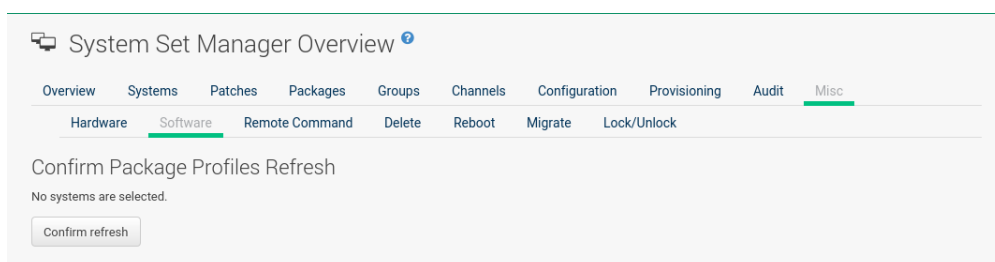 System Set Manager Overview ?
Overview Systems Patches Packages Groups Channels Configuration Provisioning Audit Misc
Hardware Software Remote Command Delete Reboot Migrate Lock/Unlock
Confirm Package Profiles Refresh
No systems are selected.
Confirm refresh